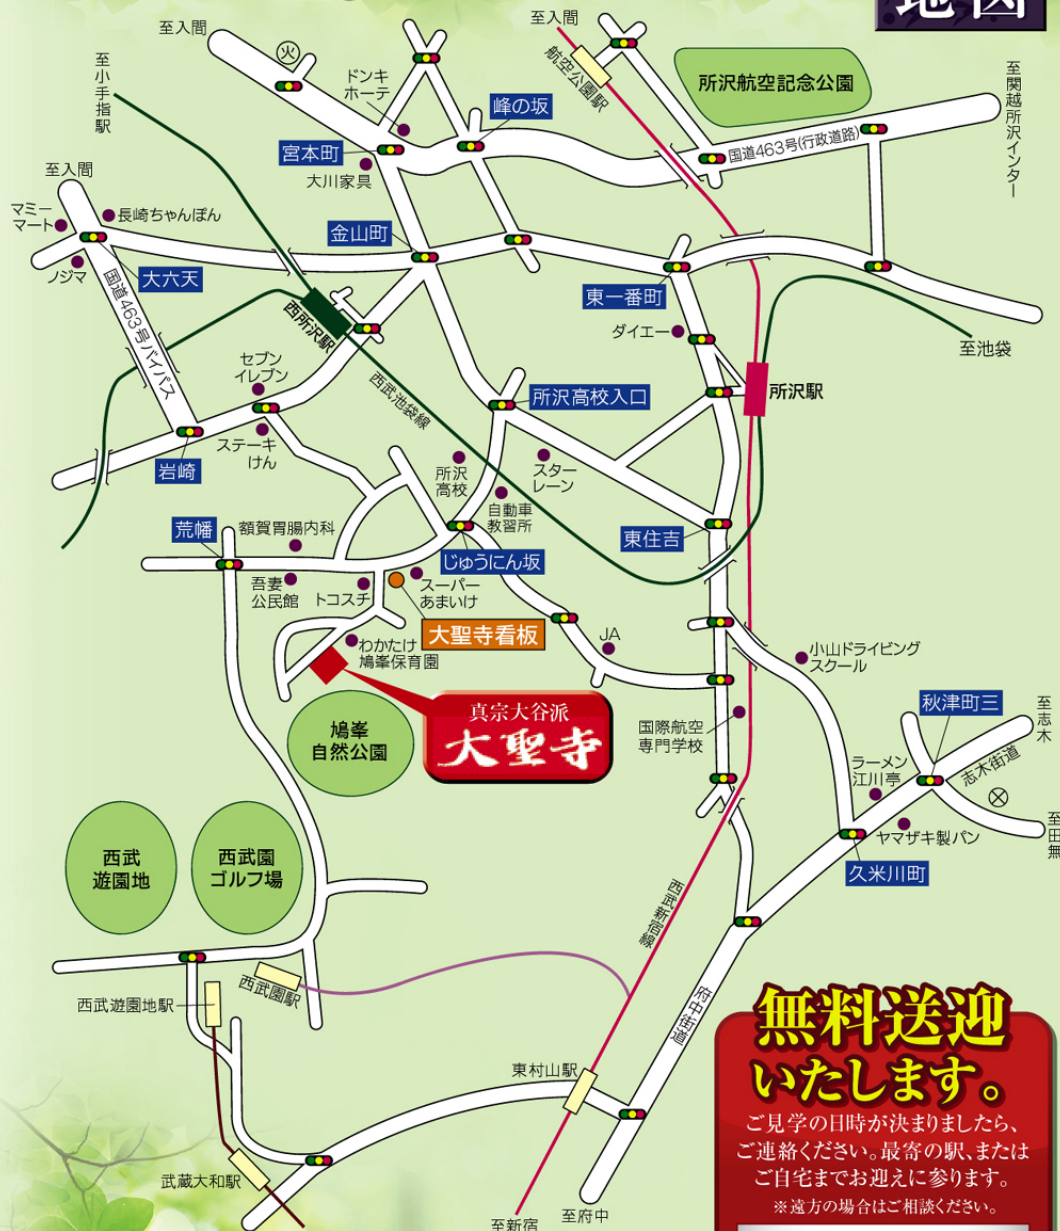 地図
至入間
至小手指駅
火
ドンキ
ホーテ
峰の坂
宮本町
大川家具
至入間
航空公園駅
所沢航空記念公園
至関越所沢インター
国道463号(行政道路)
至入間
マミー
マート
長崎ちゃんぽん
ノジマ
大六天
国道463号バイパス
金山町
西所沢駅
東一番町
ダイエー
至池袋
所沢駅
セブン
イレブン
西武池袋線
所沢高校入口
ステーキ
けん
岩崎
所沢
高校
スター
レーン
自動車
教習所
東住吉
荒幡
額賀胃腸内科
じゅうにん坂
吾妻
公民館
トコスチ
スーパー
あまいけ
大聖寺看板
わかたけ
鳩峯保育園
JA
小山ドライビング
スクール
真宗大谷派
大聖寺
鳩峯
自然公園
国際航空
専門学校
秋津町三
至志木
志木街道
ラーメン
江川亭
ヤマザキ製パン
至田無
久米川町
西武
遊園地
西武園
ゴルフ場
西武新宿線
西武園駅
西武遊園地駅
府中街道
東村山駅
武蔵大和駅
至新宿
至府中
無料送迎
いたします。
ご見学の日時が決まりましたら、
ご連絡ください。最寄の駅、または
ご自宅までお迎えに参ります。
※遠方の場合はご相談ください。